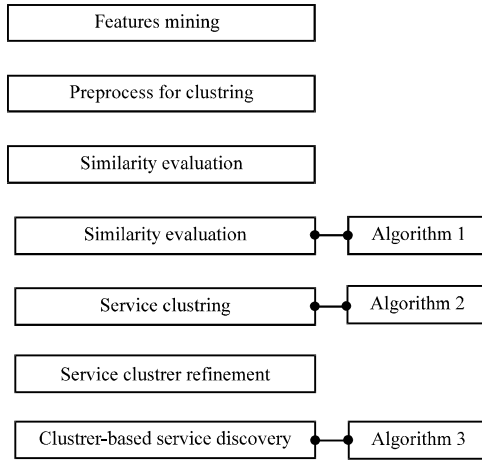 Features mining
Preprocess for clustring
Similarity evaluation
Similarity evaluation
Algorithm 1
Service clustring
Algorithm 2
Service clustrer refinement
Clustrer-based service discovery
Algorithm 3